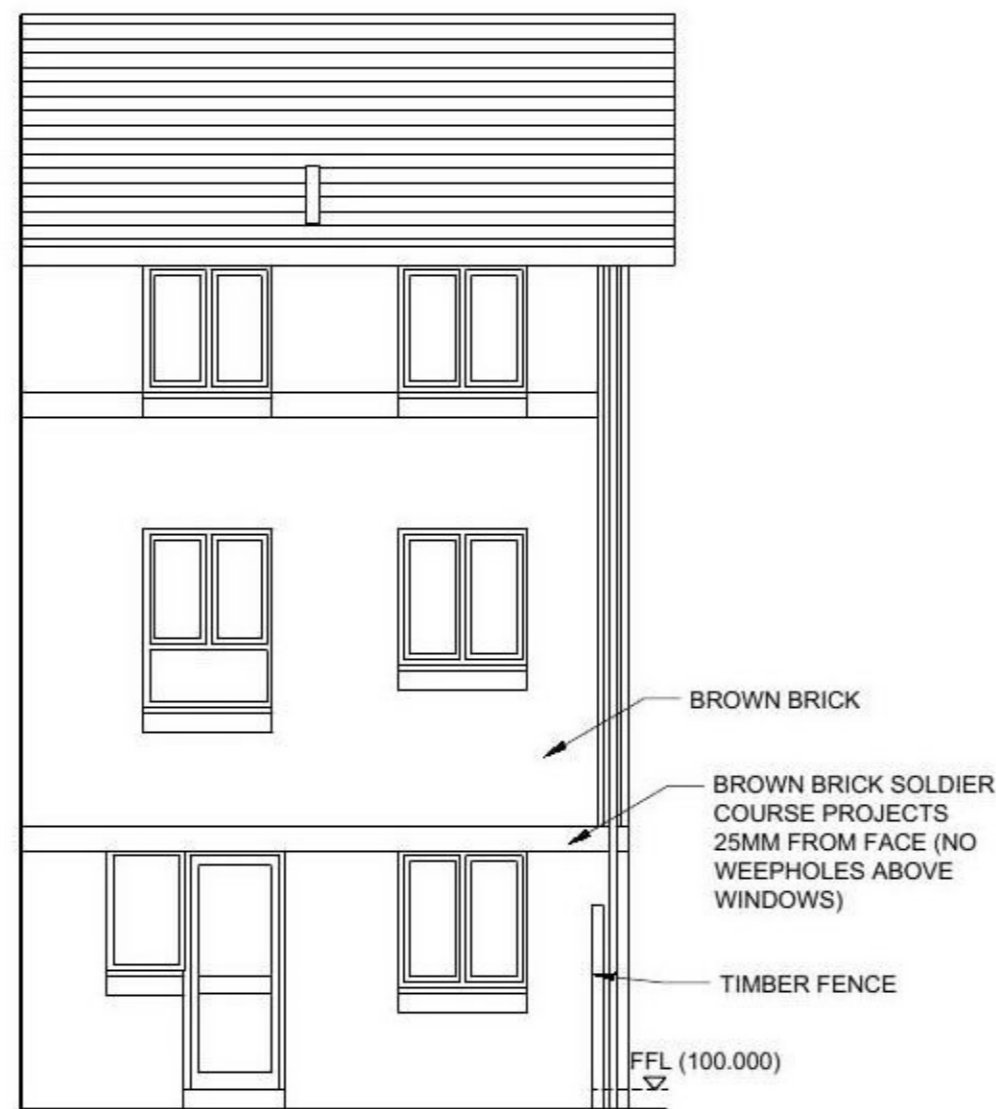 BROWN BRICK
BROWN BRICK SOLDIER
COURSE PROJECTS
25MM FROM FACE (NO
WEEPHOLES ABOVE
WINDOWS)
TIMBER FENCE
FFL (100.000)